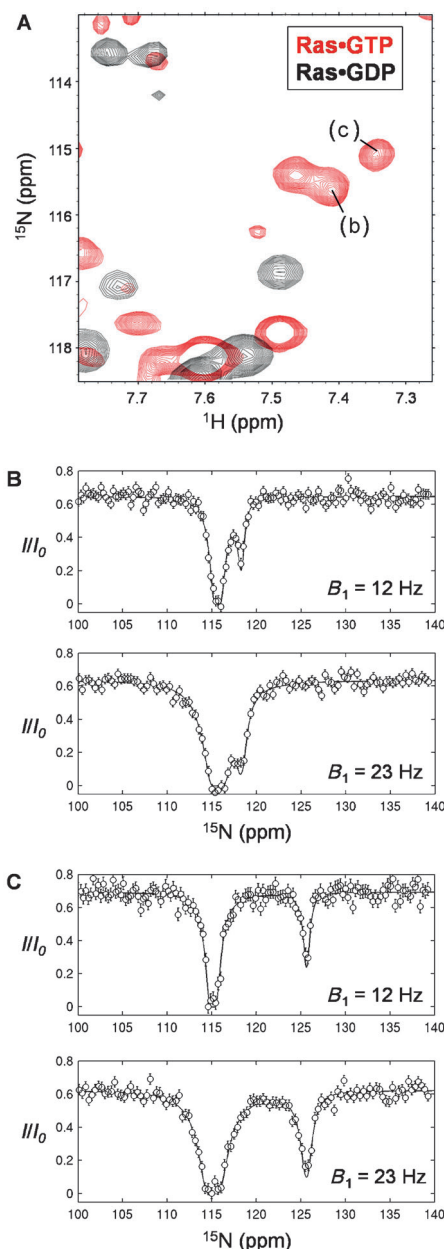 A
Ras•GTP
Ras•GDP
(c)
(b)
114
115
116
117
118
¹⁵N (ppm)
7.7 7.6 7.5 7.4 7.3
¹H (ppm)
B
0.8
0.6
0.4
0.2
0
I/I₀
B₁ = 12 Hz
100 105 110 115 120 125 130 135 140
0.8
0.6
0.4
0.2
0
I/I₀
B₁ = 23 Hz
100 105 110 115 120 125 130 135 140
¹⁵N (ppm)
C
0.8
0.6
0.4
0.2
0
I/I₀
B₁ = 12 Hz
100 105 110 115 120 125 130 135 140
0.8
0.6
0.4
0.2
0
I/I₀
B₁ = 23 Hz
100 105 110 115 120 125 130 135 140
¹⁵N (ppm)